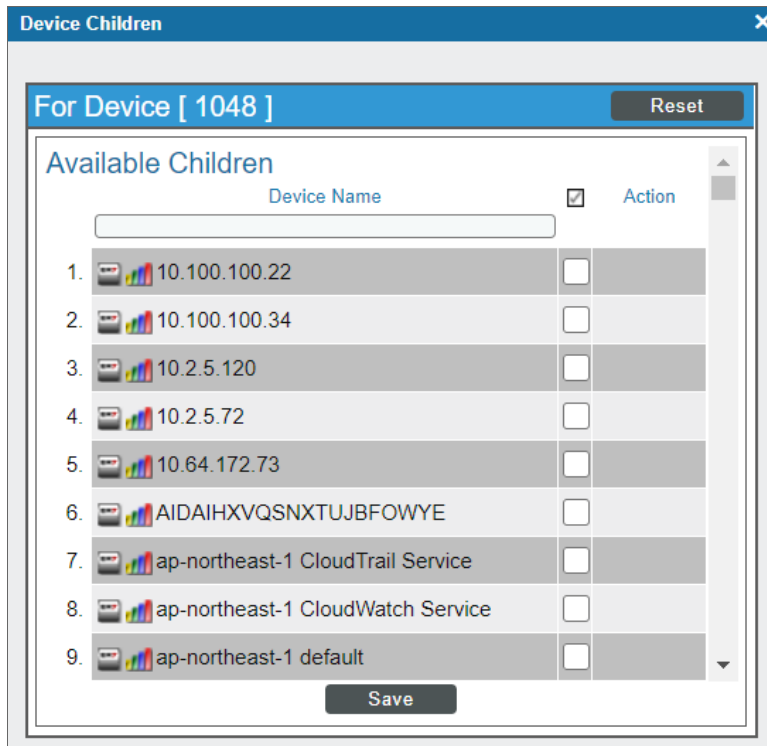 Device Children
For Device [ 1048 ] Reset
Available Children
Device Name Action
1. 10.100.100.22
2. 10.100.100.34
3. 10.2.5.120
4. 10.2.5.72
5. 10.64.172.73
6. AIDAIHXVQSNXTUJBFOWYE
7. ap-northeast-1 CloudTrail Service
8. ap-northeast-1 CloudWatch Service
9. ap-northeast-1 default
Save